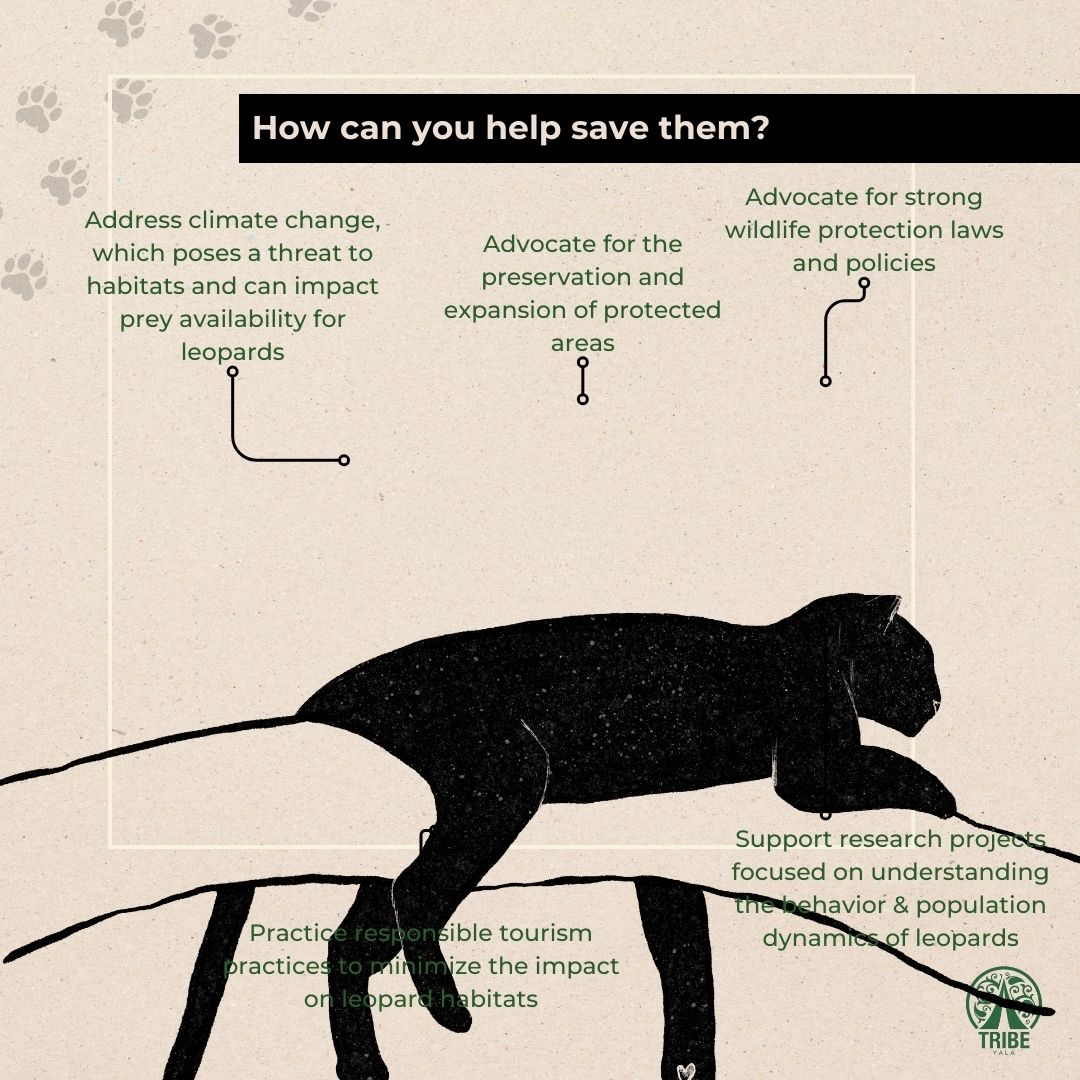 How can you help save them?
Address climate change,
which poses a threat to
habitats and can impact
prey availability for
leopards
Advocate for the
preservation and
expansion of protected
areas
Advocate for strong
wildlife protection laws
and policies
Practice responsible tourism
practices to minimize the impact
on leopard habitats
Support research projects
focused on understanding
the behavior & population
dynamics of leopards
TRIBE
YALA